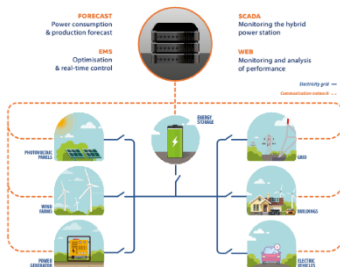 FORECAST
Power consumption
& production forecast
EMS
Optimisation
& real-time control
SCADA
Monitoring the hybrid
power station
WEB
Monitoring and analysis
of performance
Electricity grid
Communication network
ENERGY
STORAGE
PHOTOVOLTAIC
PANELS
GRID
WIND
FARMS
BUILDINGS
POWER
GENERATOR
ELECTRIC
VEHICLES